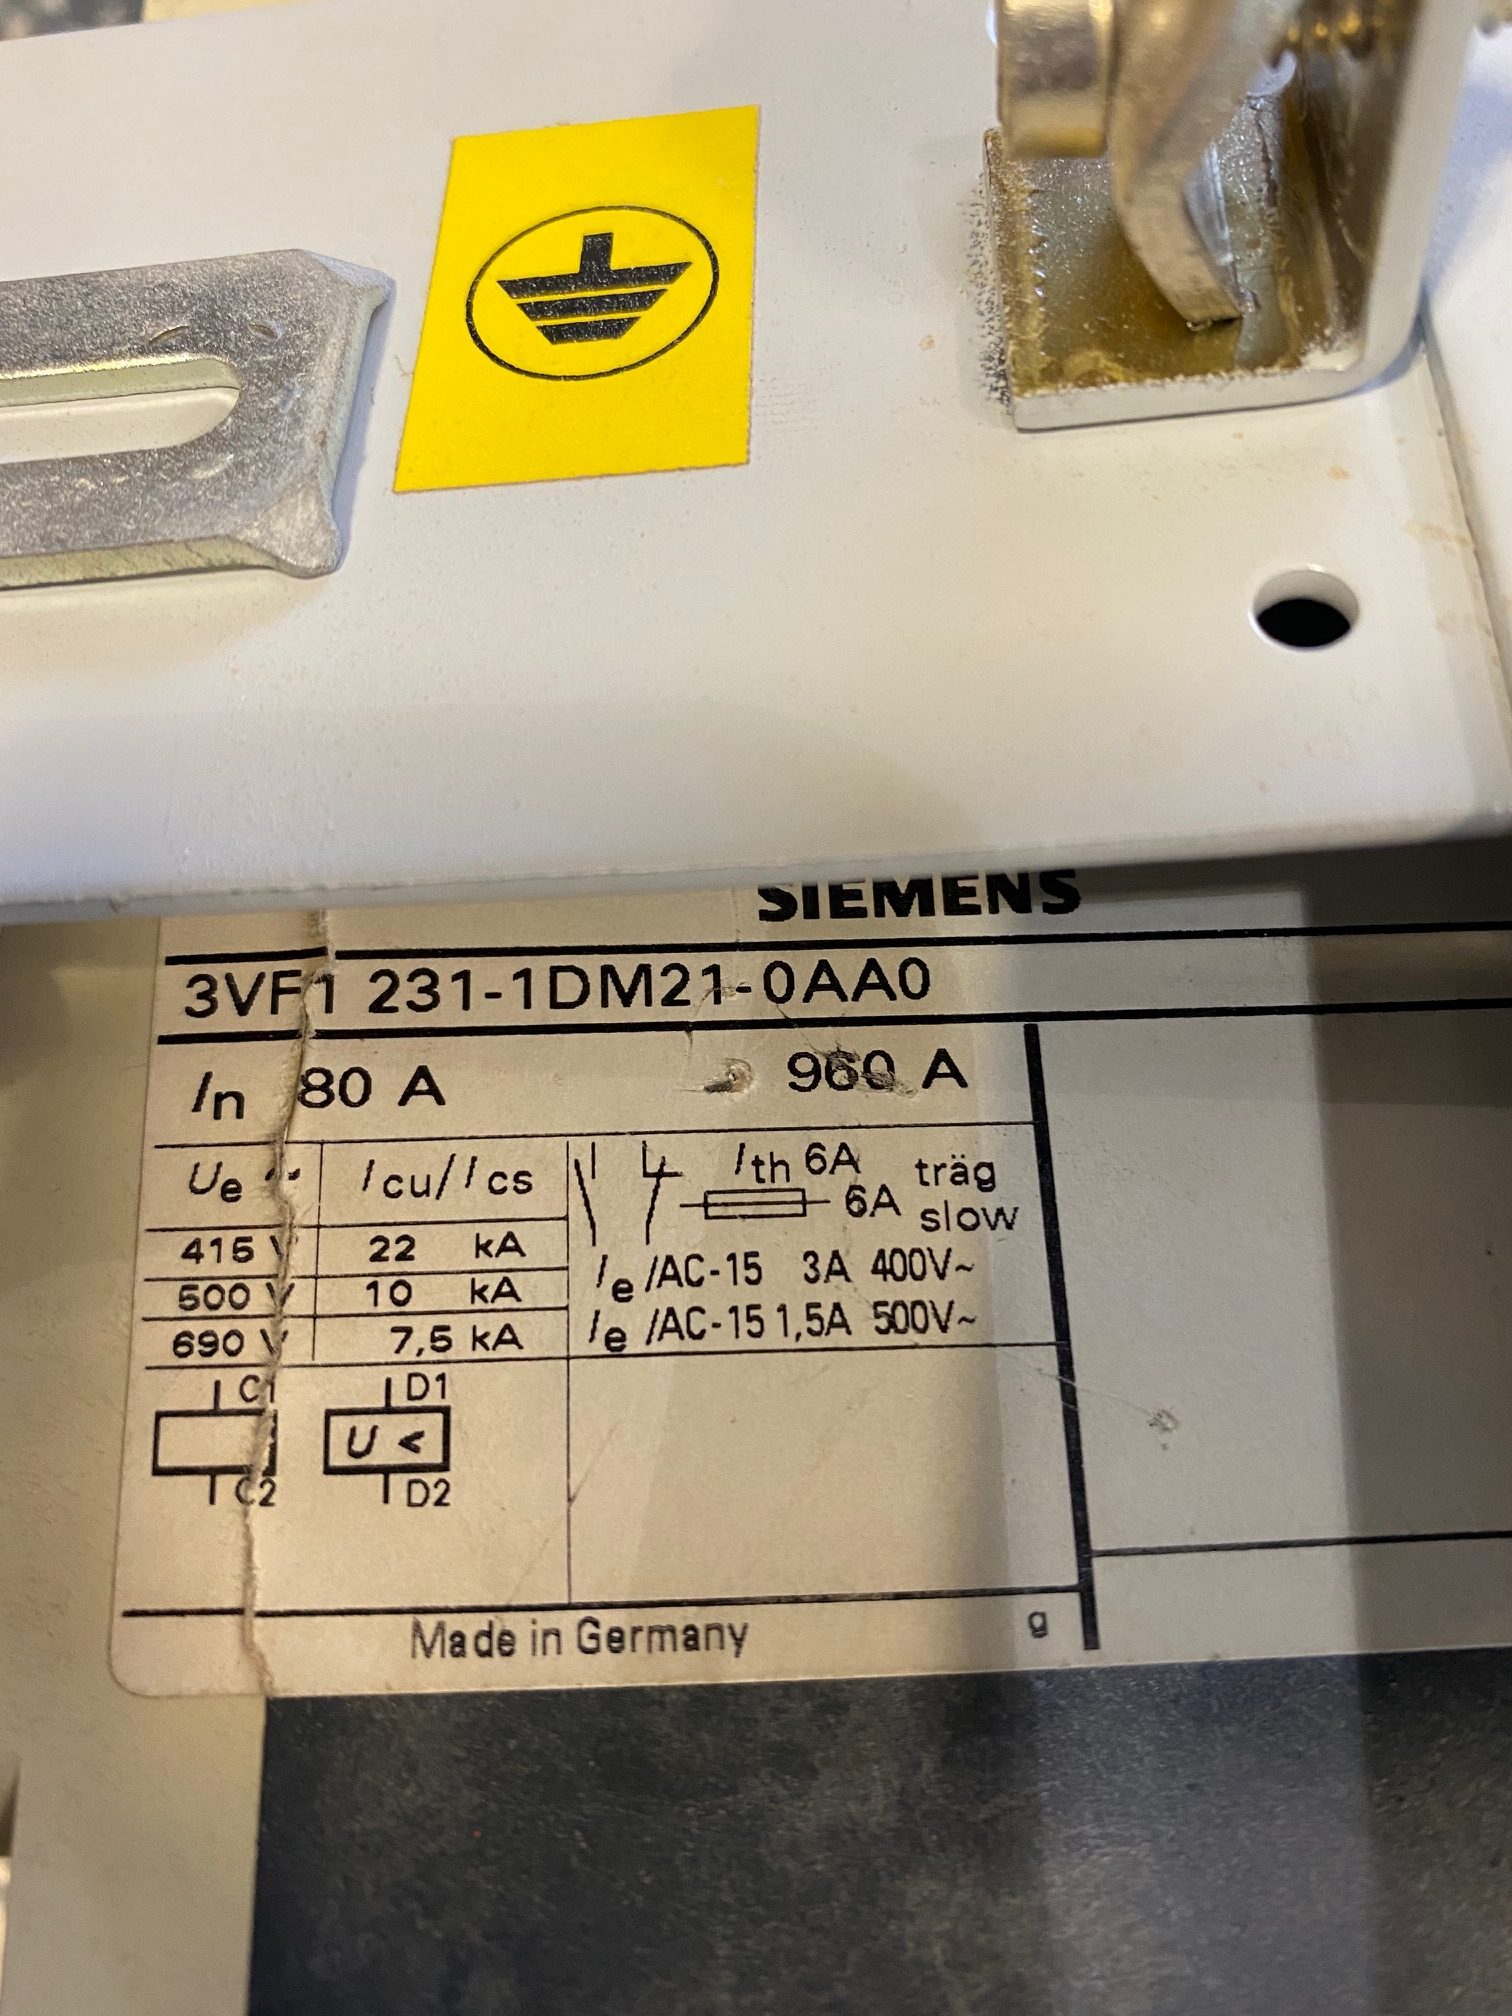 SIEMENS
3VF1 231-1DM21-0AA0
In 80 A 960 A
Ue ~ Icu/Ics
415 V 22 kA
500 V 10 kA
690 V 7,5 kA
Ith 6A träg
6A slow
Ie /AC-15 3A 400V~
Ie /AC-15 1,5A 500V~
C1 D1
U <
C2 D2
Made in Germany g